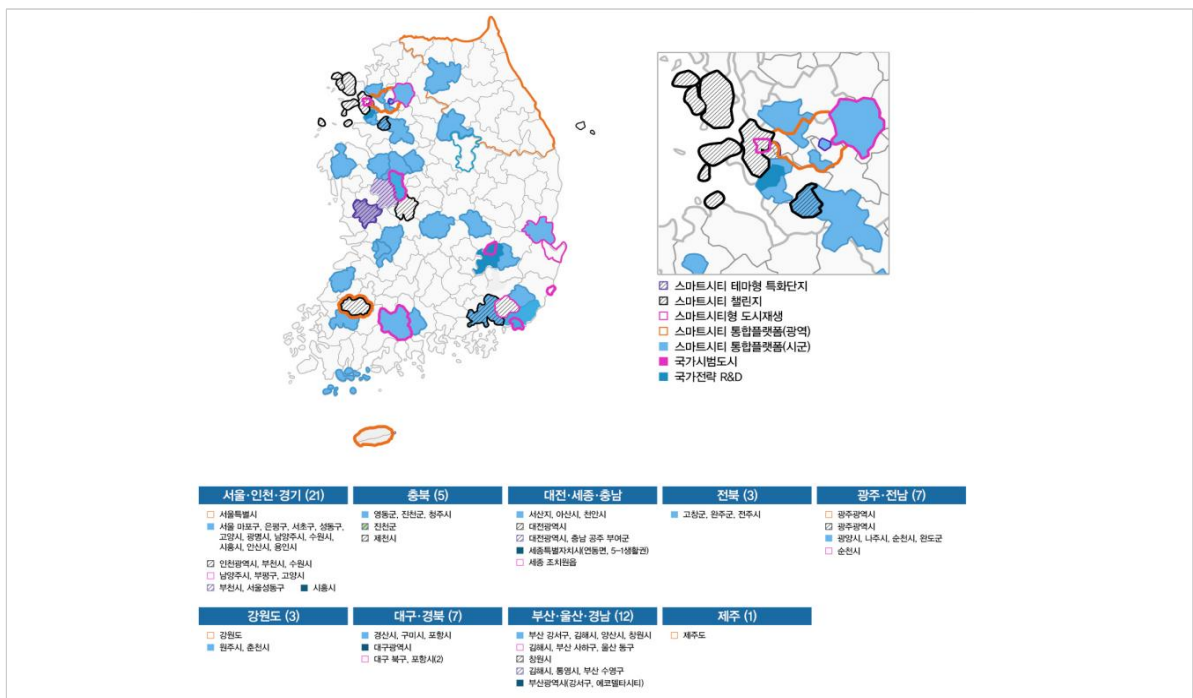 스마트시티 테마형 특화단지
스마트시티 챌린지
스마트시티형 도시재생
스마트시티 통합플랫폼(광역)
스마트시티 통합플랫폼(시군)
국가시범도시
국가전략 R&D
서울·인천·경기 (21)
서울특별시
서울 마포구, 은평구, 서초구, 성동구,
고양시, 광명시, 남양주시, 수원시,
시흥시, 안산시, 용인시
인천광역시, 부천시, 수원시
남양주시, 부평구, 고양시
부천시, 서울성동구 시흥시
충북 (5)
영동군, 진천군, 청주시
진천군
제천시
대전·세종·충남
서산지, 아산시, 천안시
대전광역시
대전광역시, 충남 공주 부여군
세종특별자치시(연동면, 5-1생활권)
세종 조치원읍
전북 (3)
고창군, 완주군, 전주시
광주·전남 (7)
광주광역시
광주광역시
광양시, 나주시, 순천시, 완도군
순천시
강원도 (3)
강원도
원주시, 춘천시
대구·경북 (7)
경산시, 구미시, 포항시
대구광역시
대구 북구, 포항시(2)
부산·울산·경남 (12)
부산 강서구, 김해시, 양산시, 창원시
김해시, 부산 사하구, 울산 동구
창원시
김해시, 통영시, 부산 수영구
부산광역시(강서구, 에코델타시티)
제주 (1)
제주도